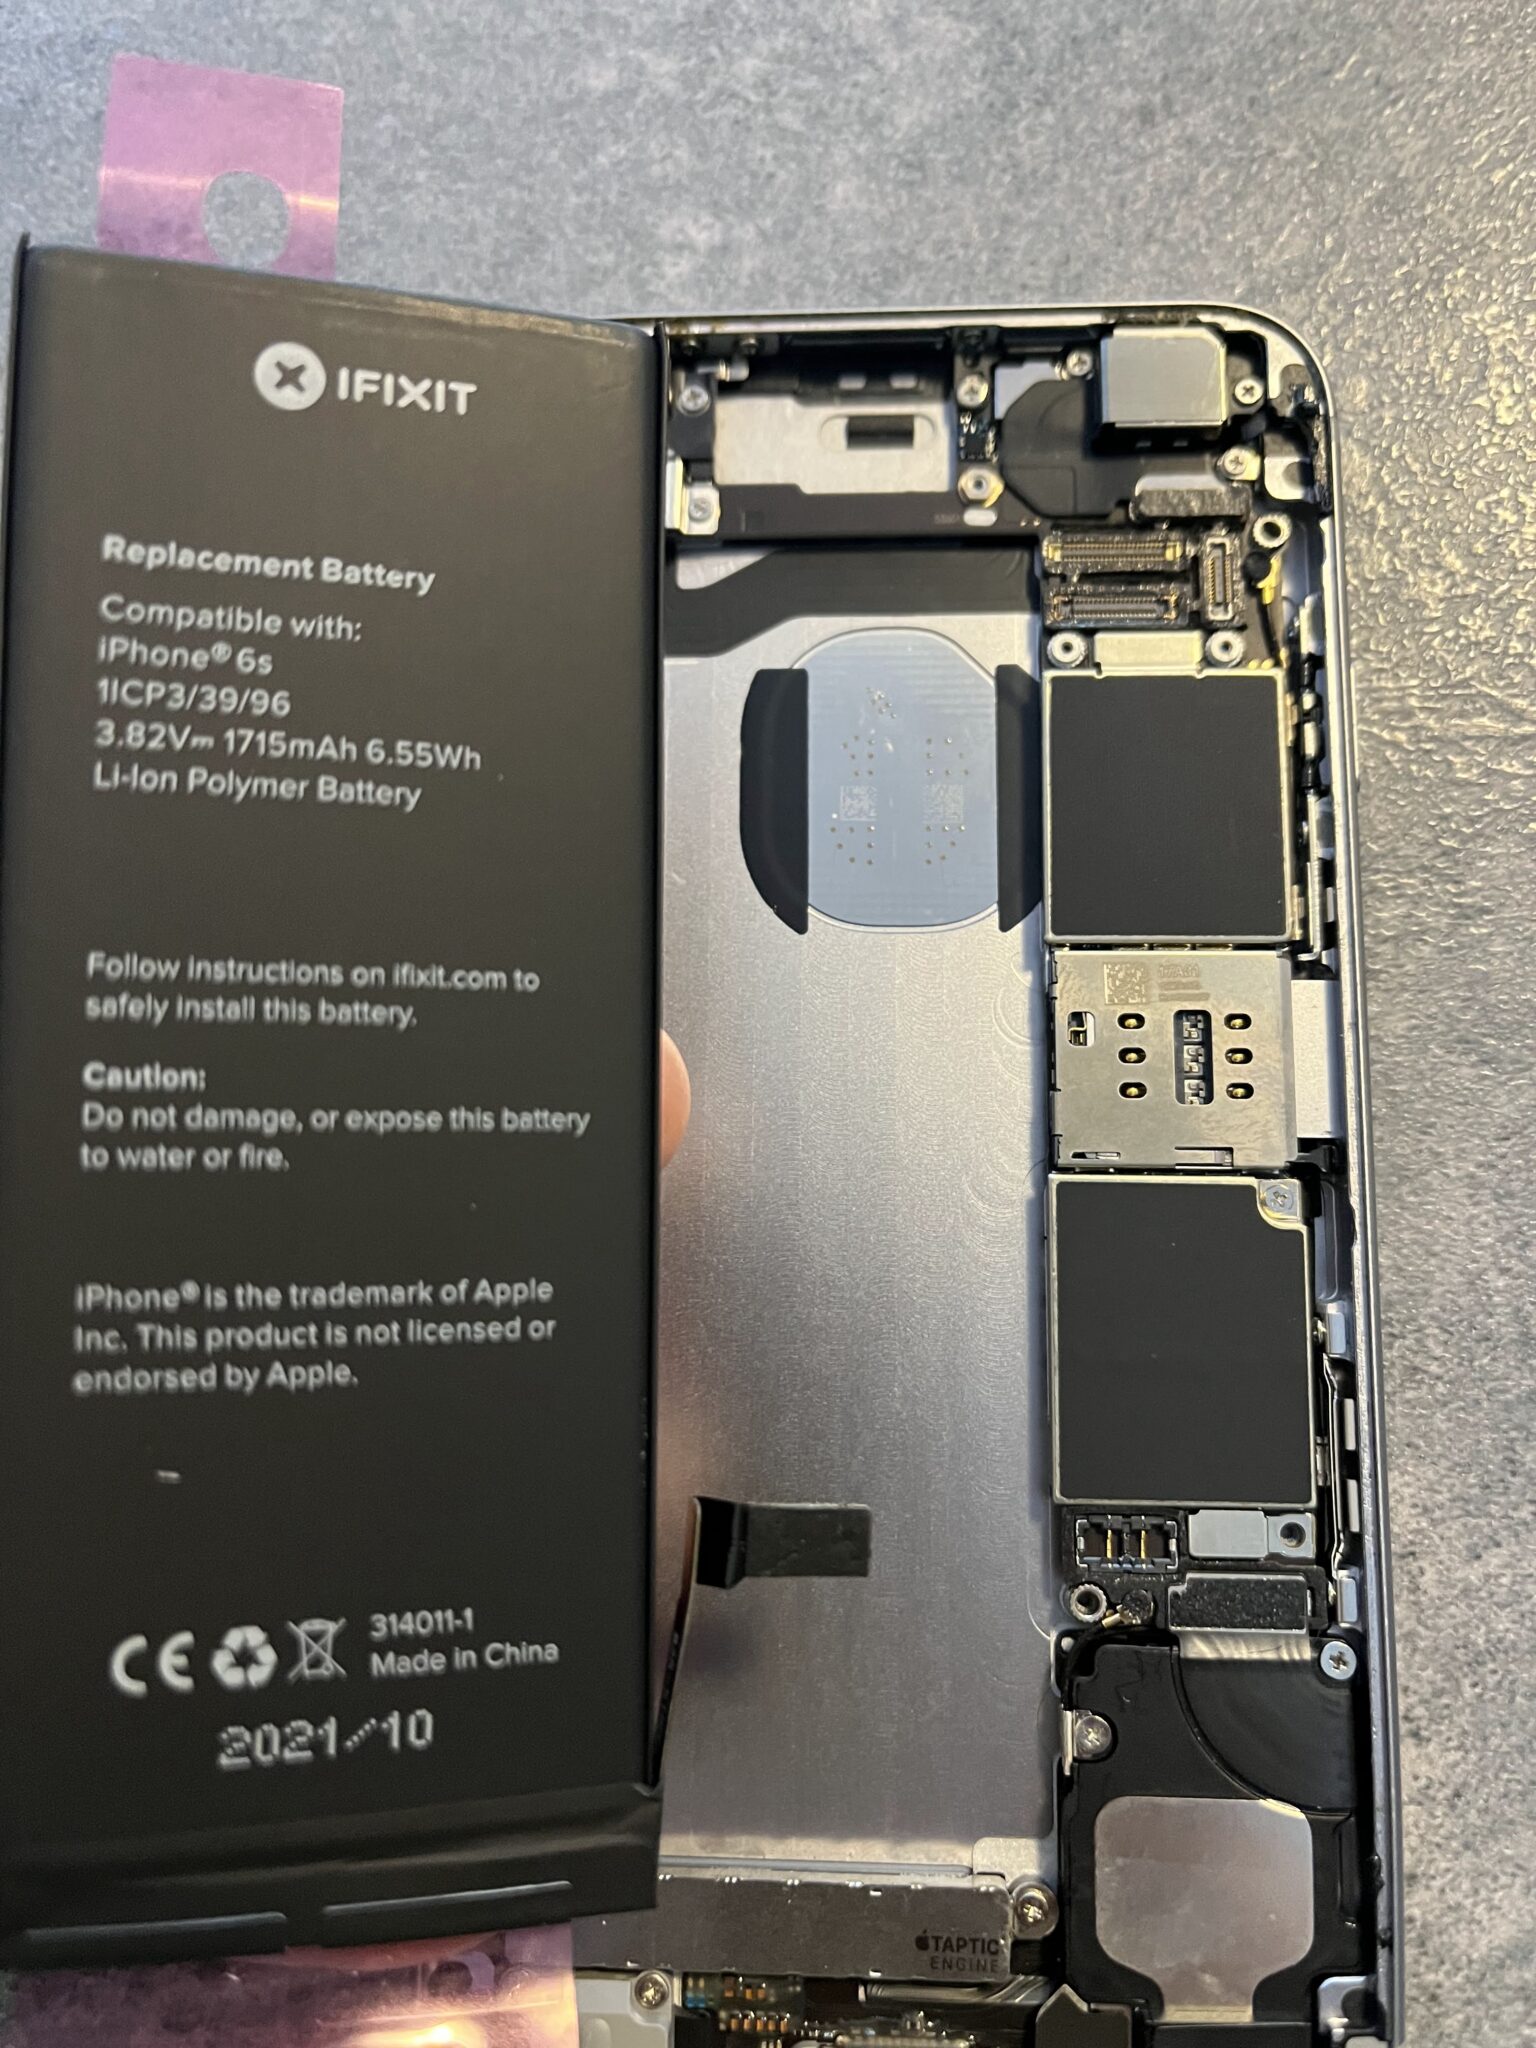 IFIXIT
Replacement Battery
Compatible with:
iPhone® 6s
1ICP3/39/96
3.82V⎓ 1715mAh 6.55Wh
Li-Ion Polymer Battery
Follow instructions on ifixit.com to
safely install this battery.
Caution:
Do not damage, or expose this battery
to water or fire.
iPhone® is the trademark of Apple
Inc. This product is not licensed or
endorsed by Apple.
CE
314011-1
Made in China
2021/10
TAPTIC
ENGINE